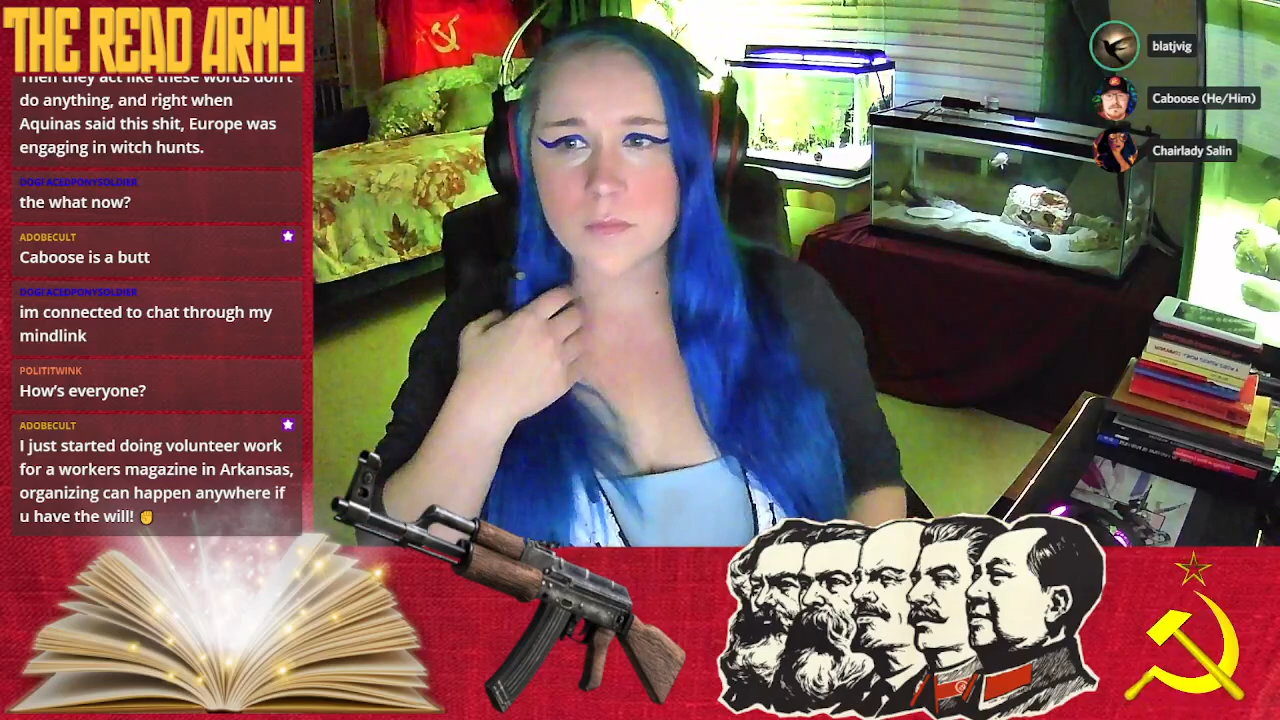 THE READ ARMY
Then they act like these words don't
do anything, and right when
Aquinas said this shit, Europe was
engaging in witch hunts.
DOGFACEDPONYSOLDIER
the what now?
ADOBECULT
Caboose is a butt
DOGFACEDPONYSOLDIER
im connected to chat through my
mindlink
POLITITWINK
How's everyone?
ADOBECULT
I just started doing volunteer work
for a workers magazine in Arkansas,
organizing can happen anywhere if
u have the will! ✊
blatjvig
Caboose (He/Him)
Chairlady Salin